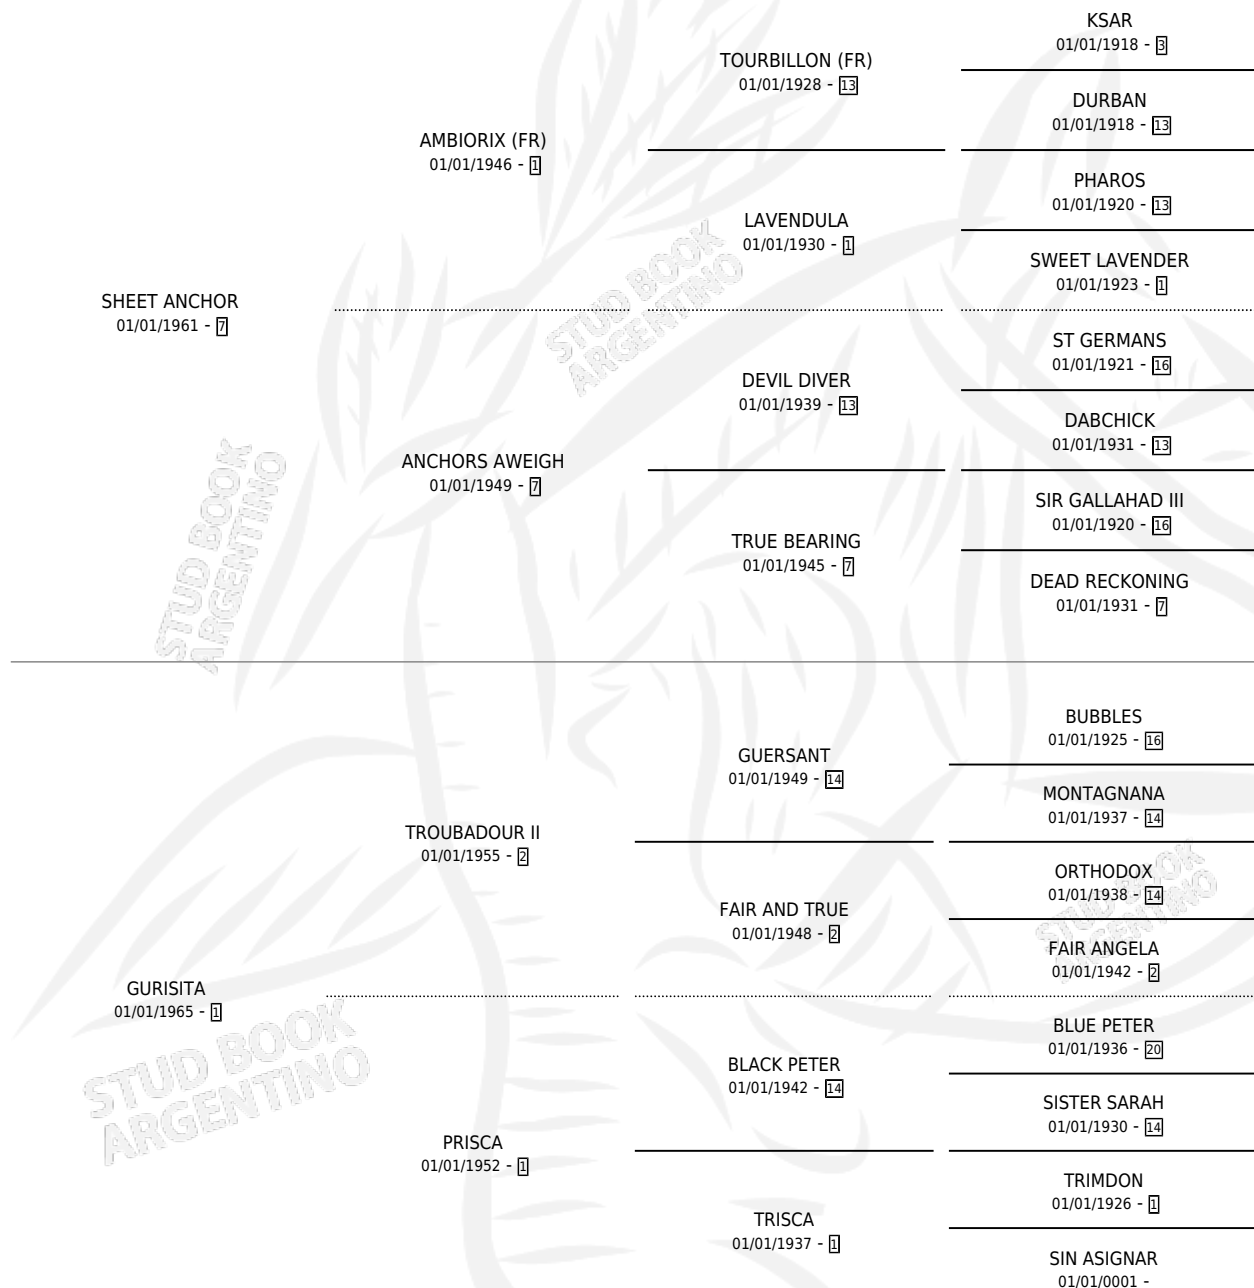 KSAR
01/01/1918 - 3
TOURBILLON (FR)
01/01/1928 - 13
DURBAN
01/01/1918 - 13
AMBIORIX (FR)
01/01/1946 - 1
PHAROS
01/01/1920 - 13
LAVENDULA
01/01/1930 - 1
SWEET LAVENDER
01/01/1923 - 1
SHEET ANCHOR
01/01/1961 - 7
STUD BOOK
ARGENTINO
ST GERMANS
01/01/1921 - 16
DEVIL DIVER
01/01/1939 - 13
DABCHICK
01/01/1931 - 13
ANCHORS AWEIGH
01/01/1949 - 7
SIR GALLAHAD III
01/01/1920 - 16
TRUE BEARING
01/01/1945 - 7
DEAD RECKONING
01/01/1931 - 7
STUD BOOK
ARGENTINO
BUBBLES
01/01/1925 - 16
GUERSANT
01/01/1949 - 14
MONTAGNANA
01/01/1937 - 14
TROUBADOUR II
01/01/1955 - 2
ORTHODOX
01/01/1938 - 14
STUD BOOK
ARGENTINO
FAIR AND TRUE
01/01/1948 - 2
FAIR ANGELA
01/01/1942 - 2
GURISITA
01/01/1965 - 1
BLUE PETER
01/01/1936 - 20
STUD BOOK
ARGENTINO
BLACK PETER
01/01/1942 - 14
SISTER SARAH
01/01/1930 - 14
PRISCA
01/01/1952 - 1
TRIMDON
01/01/1926 - 1
TRISCA
01/01/1937 - 1
SIN ASIGNAR
01/01/0001 -